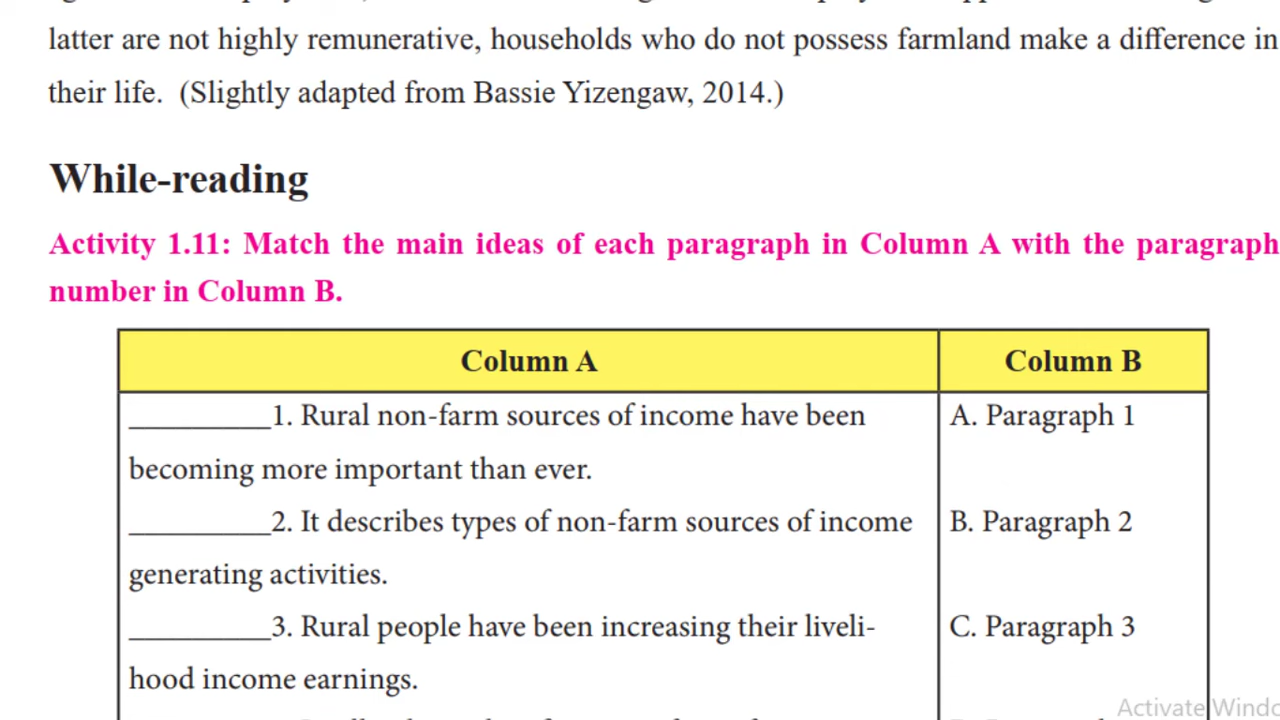 latter are not highly remunerative, households who do not possess farmland make a difference in
their life. (Slightly adapted from Bassie Yizengaw, 2014.)
While-reading
Activity 1.11: Match the main ideas of each paragraph in Column A with the paragraph
number in Column B.
Column A
Column B
_________1. Rural non-farm sources of income have been
A. Paragraph 1
becoming more important than ever.
_________2. It describes types of non-farm sources of income
B. Paragraph 2
generating activities.
_________3. Rural people have been increasing their liveli-
C. Paragraph 3
hood income earnings.
Activate